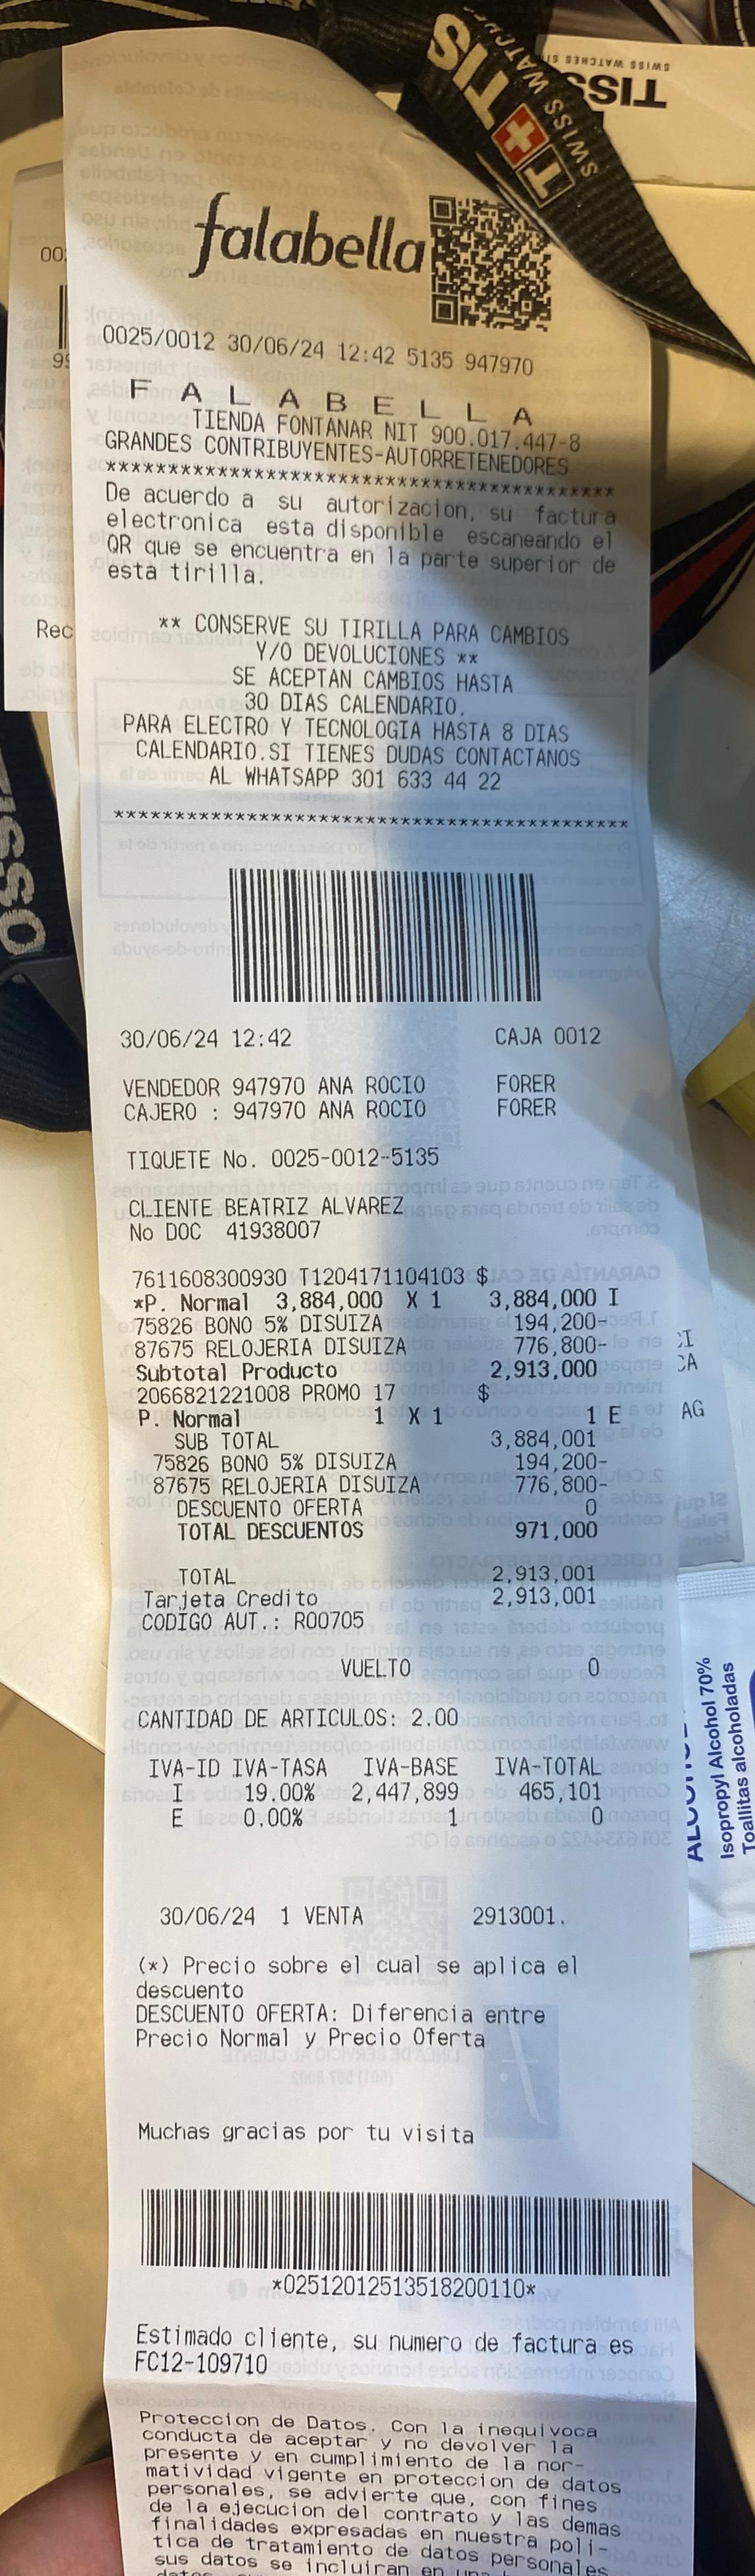 TISSOT
SWISS WATCHES
TISS
SWISS WATCHES
falabella
0025/0012 30/06/24 12:42 5135 947970
F A L A B E L L A
TIENDA FONTANAR NIT 900.017.447-8
GRANDES CONTRIBUYENTES-AUTORRETENEDORES
******************************************
De acuerdo a su autorizacion, su factura
electronica esta disponible escaneando el
QR que se encuentra en la parte superior de
esta tirilla.
** CONSERVE SU TIRILLA PARA CAMBIOS
Y/O DEVOLUCIONES **
SE ACEPTAN CAMBIOS HASTA
30 DIAS CALENDARIO.
PARA ELECTRO Y TECNOLOGIA HASTA 8 DIAS
CALENDARIO.SI TIENES DUDAS CONTACTANOS
AL WHATSAPP 301 633 44 22
******************************************
30/06/24 12:42 CAJA 0012
VENDEDOR 947970 ANA ROCIO FORER
CAJERO : 947970 ANA ROCIO FORER
TIQUETE No. 0025-0012-5135
CLIENTE BEATRIZ ALVAREZ
No DOC 41938007
7611608300930 T1204171104103 $
*P. Normal 3,884,000 X 1 3,884,000 I
75826 BONO 5% DISUIZA 194,200-
87675 RELOJERIA DISUIZA 776,800-
Subtotal Producto 2,913,000
2066821221008 PROMO 17 $
P. Normal 1 X 1 1 E
SUB TOTAL 3,884,001
75826 BONO 5% DISUIZA 194,200-
87675 RELOJERIA DISUIZA 776,800-
DESCUENTO OFERTA 0
TOTAL DESCUENTOS 971,000
TOTAL 2,913,001
Tarjeta Credito 2,913,001
CODIGO AUT.: R00705
VUELTO 0
CANTIDAD DE ARTICULOS: 2.00
IVA-ID IVA-TASA IVA-BASE IVA-TOTAL
I 19.00% 2,447,899 465,101
E 0.00% 1 0
30/06/24 1 VENTA 2913001.
(*) Precio sobre el cual se aplica el
descuento
DESCUENTO OFERTA: Diferencia entre
Precio Normal y Precio Oferta
Muchas gracias por tu visita
*02512012513518200110*
Estimado cliente, su numero de factura es
FC12-109710
Proteccion de Datos. Con la inequivoca
conducta de aceptar y no devolver la
presente y en cumplimiento de la nor-
matividad vigente en proteccion de datos
personales, se advierte que, con fines
de la ejecucion del contrato y las demas
finalidades expresadas en nuestra poli-
tica de tratamiento de datos personales
sus datos se incluiran en
Rec
AG
Isopropyl Alcohol 70%
Toallitas alcoholadas